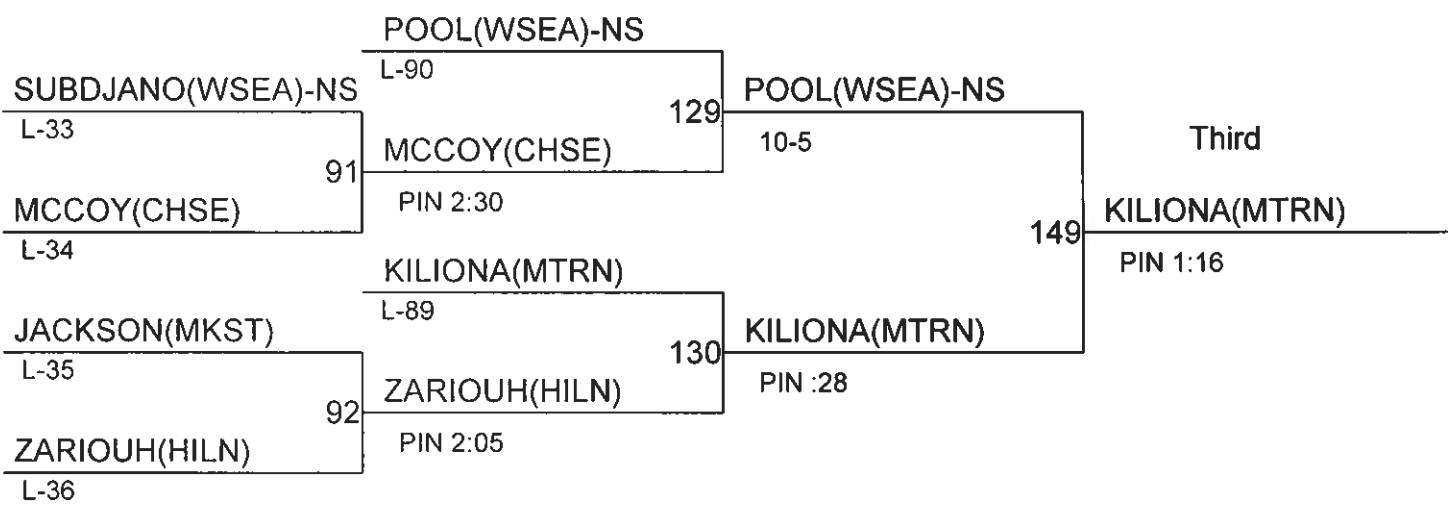 POOL(WSEA)-NS
L-90
SUBDJANO(WSEA)-NS
L-33
129
POOL(WSEA)-NS
10-5
Third
91
MCCOY(CHSE)
PIN 2:30
MCCOY(CHSE)
L-34
149
KILIONA(MTRN)
PIN 1:16
KILIONA(MTRN)
L-89
JACKSON(MKST)
L-35
130
KILIONA(MTRN)
PIN :28
92
ZARIOUH(HILN)
PIN 2:05
ZARIOUH(HILN)
L-36